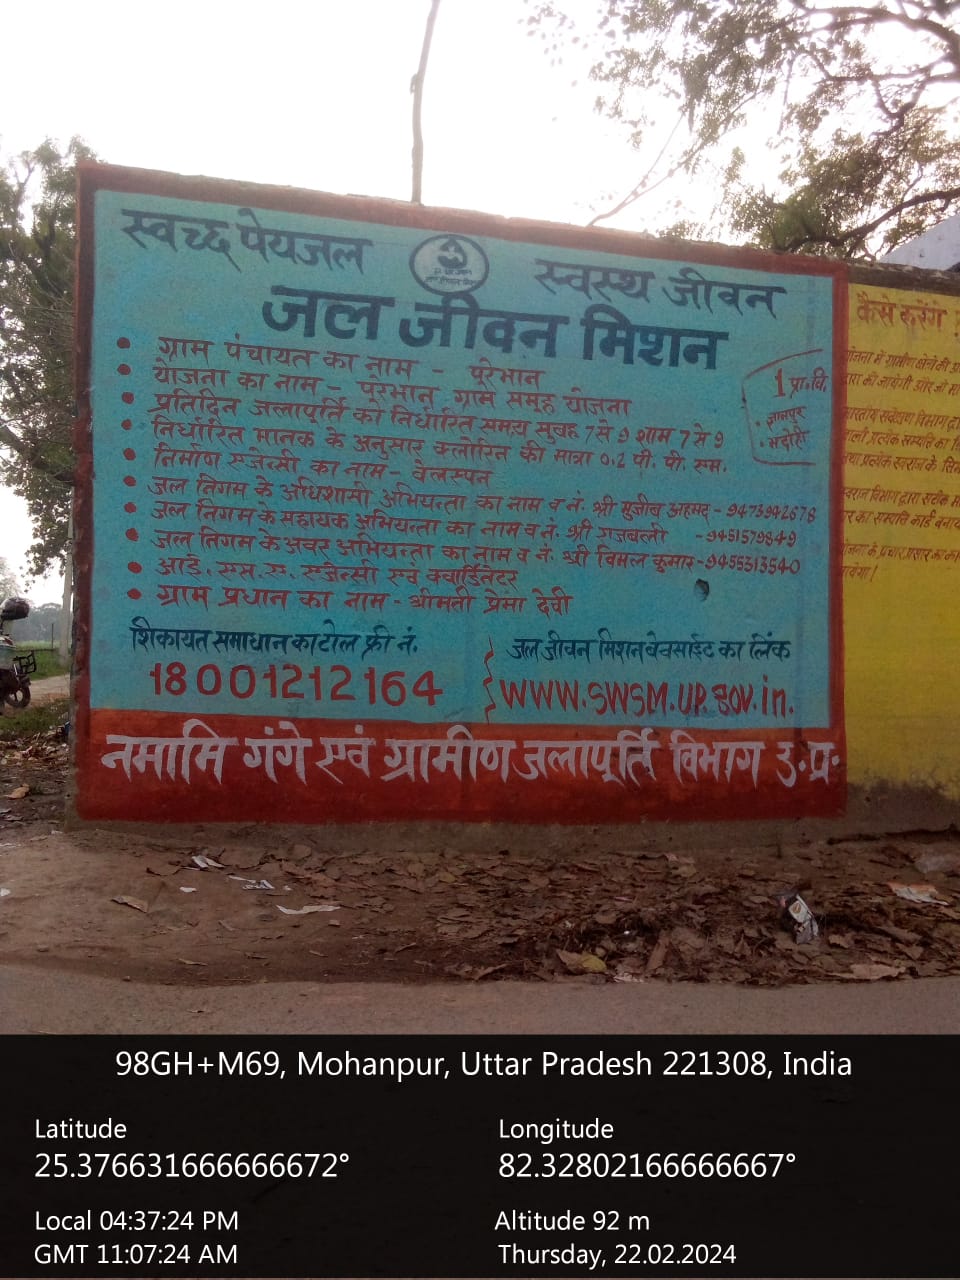 स्वच्छ पेयजल
स्वस्थ जीवन
जल जीवन मिशन
• ग्राम पंचायत का नाम - पूरेभान
• योजना का नाम - पूरेभान ग्राम समूह योजना
• प्रतिदिन जलापूर्ति का निर्धारित समय सुबह 7 से 9 शाम 7 से 9
• निर्धारित मानक के अनुसार क्लोरिन की मात्रा 0.2 पी. पी. एम.
• निर्माण एजेन्सी का नाम - वेलस्पन
• जल निगम के अधिशासी अभियन्ता का नाम व नं. श्री मुजीब अहमद - 9473942678
• जल निगम के सहायक अभियन्ता का नाम व नं. श्री राजबली - 9451579849
• जल निगम के अवर अभियन्ता का नाम व नं. श्री विमल कुमार - 9455313540
• आई. एस. ए. एजेन्सी एवं क्वार्डिनेटर
• ग्राम प्रधान का नाम - श्रीमती प्रेमा देवी
1 प्रा. वि.
• ज्ञानपुर
• भदोही
शिकायत समाधान का टोल फ्री नं.
18001212164
जल जीवन मिशन वेवसाईट का लिंक
WWW.SWSM.UP.GOV.in.
नमामि गंगे एवं ग्रामीण जलापूर्ति विभाग उ.प्र.
कैसे करेंगे
98GH+M69, Mohanpur, Uttar Pradesh 221308, India
Latitude
25.376631666666672°
Longitude
82.32802166666667°
Local 04:37:24 PM
GMT 11:07:24 AM
Altitude 92 m
Thursday, 22.02.2024